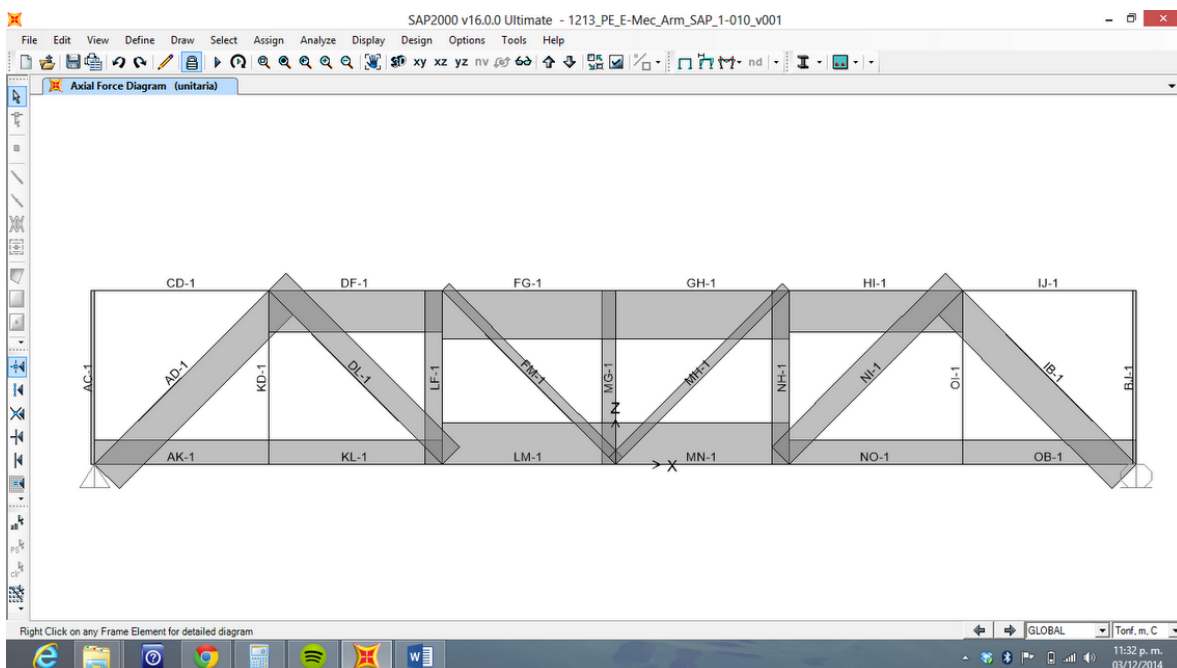 SAP2000 v16.0.0 Ultimate - 1213_PE_E-Mec_Arm_SAP_1-010_v001
File Edit View Define Draw Select Assign Analyze Display Design Options Tools Help
3D xy xz yz nv nd
Axial Force Diagram (unitaria)
CD-1 DF-1 FG-1 GH-1 HI-1 IJ-1
AC-1 AD-1 KD-1 DL-1 LF-1 FM-1 MG-1 MH-1 NH-1 NI-1 OI-1 IB-1 BJ-1
Z
X
AK-1 KL-1 LM-1 MN-1 NO-1 OB-1
all
PS
clr
Right Click on any Frame Element for detailed diagram
GLOBAL
Tonf, m, C
11:32 p. m.
03/12/2014